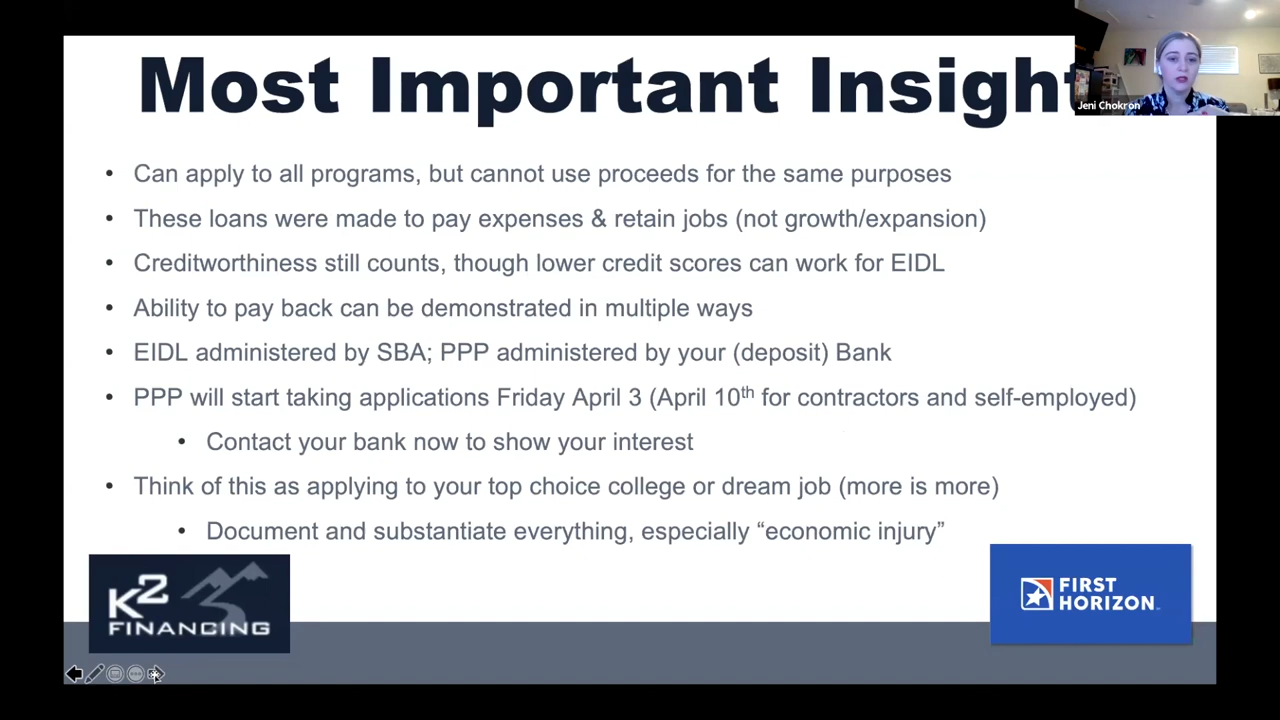 Most Important Insight
Jeni Chokron
• Can apply to all programs, but cannot use proceeds for the same purposes
• These loans were made to pay expenses & retain jobs (not growth/expansion)
• Creditworthiness still counts, though lower credit scores can work for EIDL
• Ability to pay back can be demonstrated in multiple ways
• EIDL administered by SBA; PPP administered by your (deposit) Bank
• PPP will start taking applications Friday April 3 (April 10th for contractors and self-employed)
• Contact your bank now to show your interest
• Think of this as applying to your top choice college or dream job (more is more)
• Document and substantiate everything, especially “economic injury”
K2
FINANCING
FIRST
HORIZON